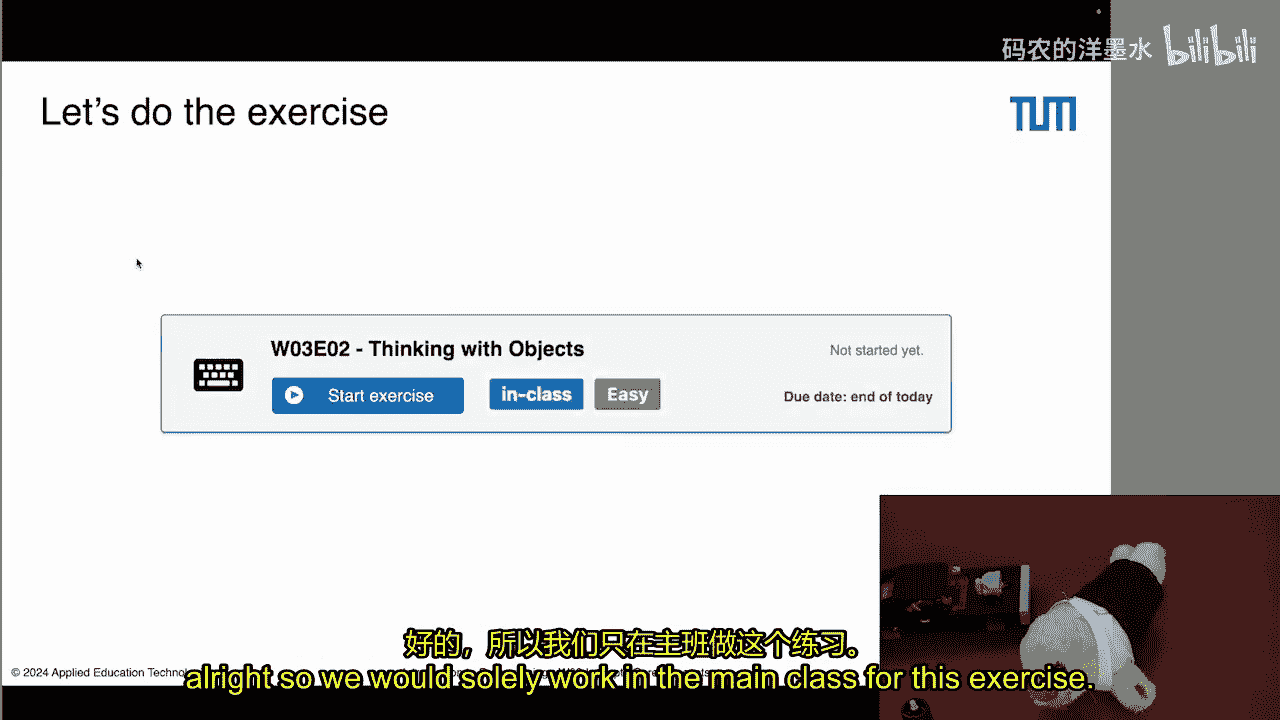 码农的洋墨水 bilibili
Let's do the exercise
TUM
W03E02 - Thinking with Objects
Not started yet.
Start exercise
in-class
Easy
Due date: end of today
好的，所以我们只在主班做这个练习。
© 2024 Applied Education
alright so we would solely work in the main class for this exercise.